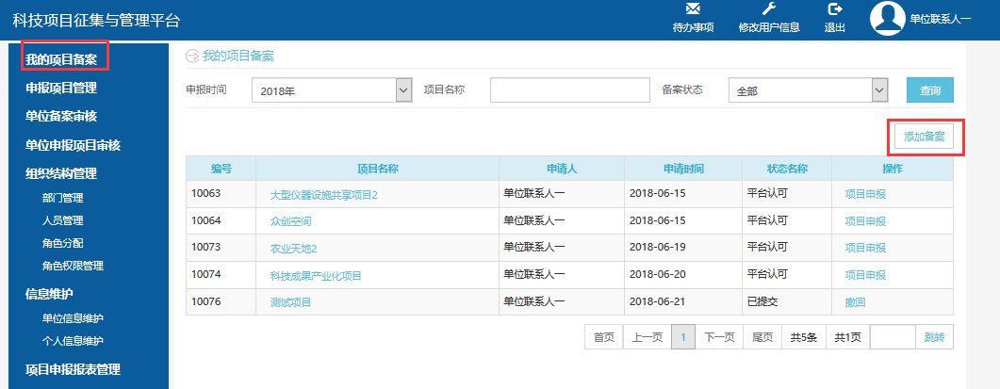 科技项目征集与管理平台
待办事项 修改用户信息 退出 单位联系人一
我的项目备案
申报项目管理
单位备案审核
单位申报项目审核
组织结构管理
部门管理
人员管理
角色分配
角色权限管理
信息维护
单位信息维护
个人信息维护
项目申报报表管理
我的项目备案
申报时间 2018年 项目名称 备案状态 全部 查询
添加备案
编号 项目名称 申请人 申请时间 状态名称 操作
10063 大型仪器设施共享项目2 单位联系人一 2018-06-15 平台认可 项目申报
10064 众创空间 单位联系人一 2018-06-15 平台认可 项目申报
10073 农业天地2 单位联系人一 2018-06-19 平台认可 项目申报
10074 科技成果产业化项目 单位联系人一 2018-06-20 平台认可 项目申报
10076 测试项目 单位联系人一 2018-06-21 已提交 撤回
首页 上一页 1 下一页 尾页 共5条 共1页 跳转